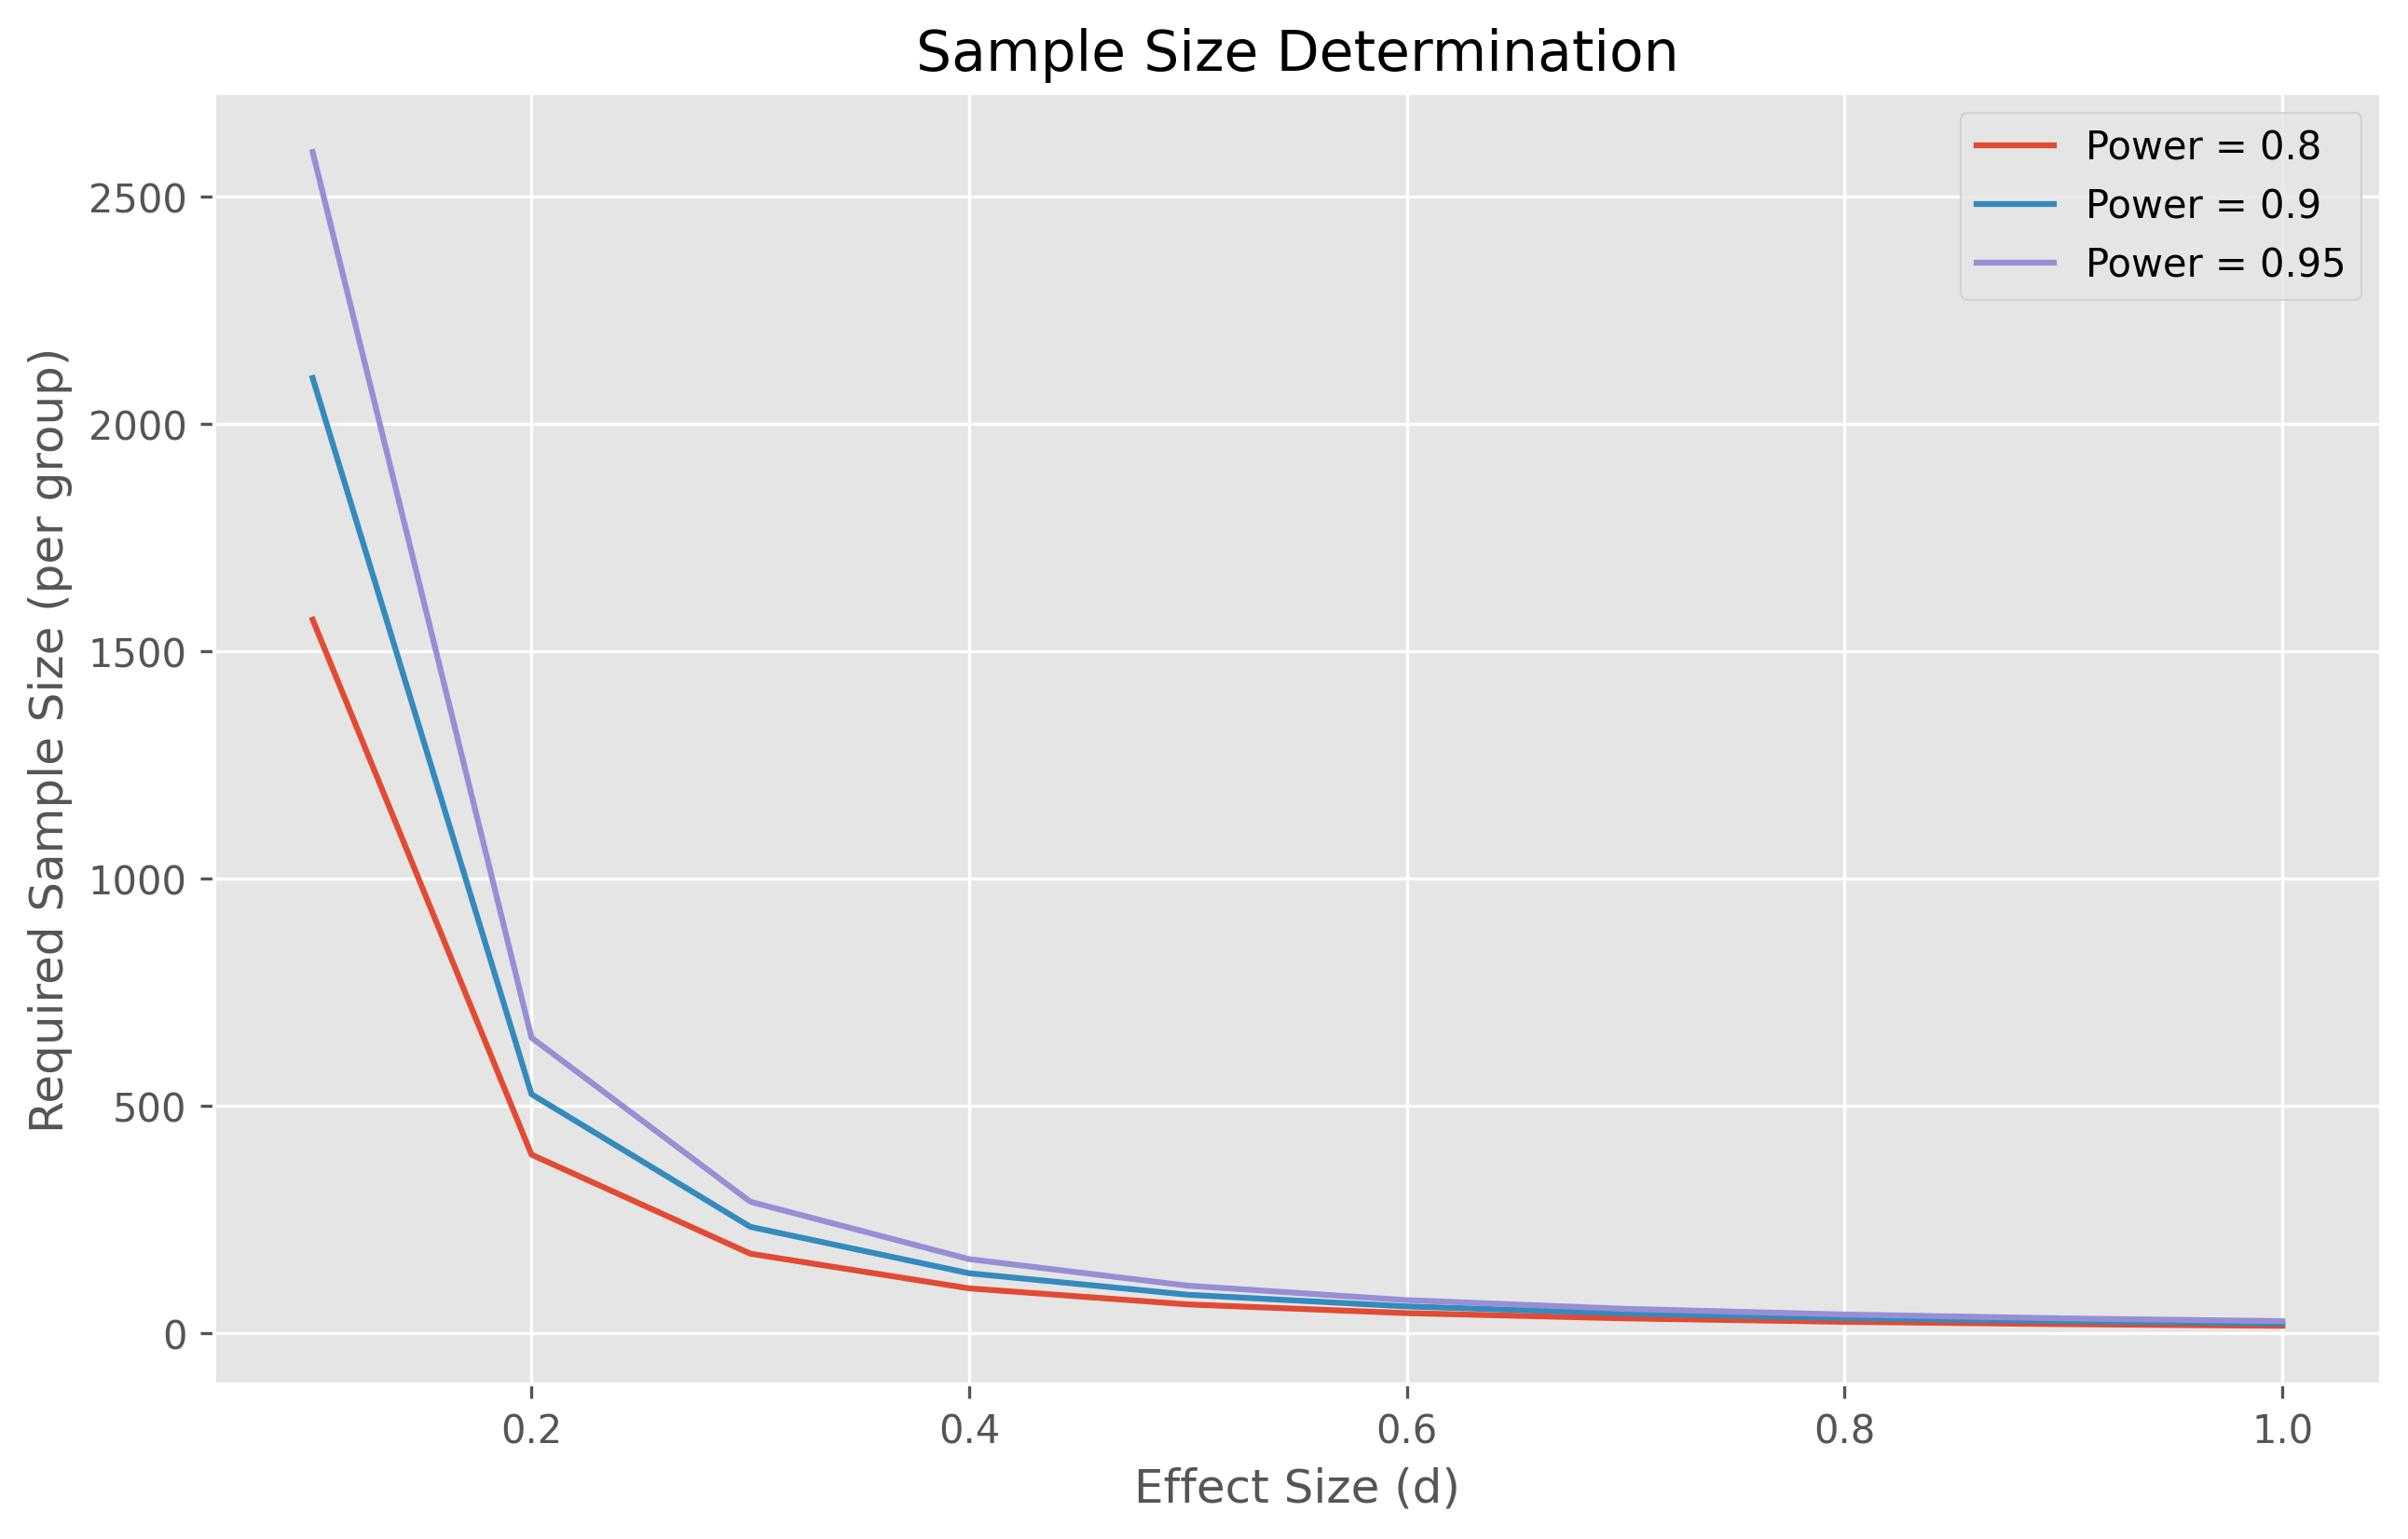 Sample Size Determination
Power = 0.8
Power = 0.9
Power = 0.95
Required Sample Size (per group)
2500
2000
1500
1000
500
0
0.2
0.4
0.6
0.8
1.0
Effect Size (d)